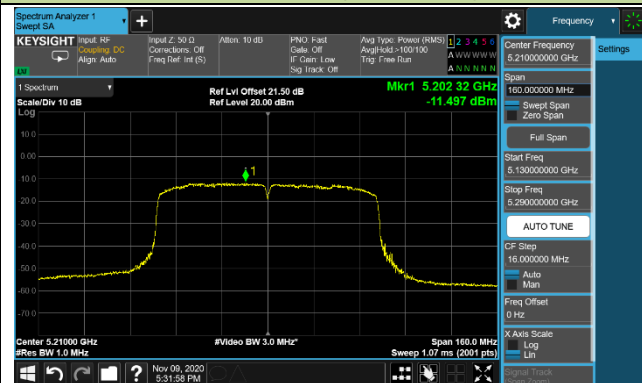 Spectrum Analyzer 1
Swept SA
+
Frequency
KEYSIGHT
Input: RF
Coupling: DC
Align: Auto
Input Z: 50 Ω
Corrections: Off
Freq Ref: Int (S)
Atten: 10 dB
PNO: Fast
Gate: Off
IF Gain: Low
Sig Track: Off
Avg Type: Power (RMS)
Avg|Hold:>100/100
Trig: Free Run
1 2 3 4 5 6
A W W W W W
A N N N N N
Center Frequency
5.210000000 GHz
Settings
Span
160.000000 MHz
Swept Span
Zero Span
Full Span
Start Freq
5.130000000 GHz
Stop Freq
5.290000000 GHz
AUTO TUNE
CF Step
16.000000 MHz
Auto
Man
Freq Offset
0 Hz
X Axis Scale
Log
Lin
Signal Track
(Span Zoom)
1 Spectrum
Scale/Div 10 dB
Log
Ref Lvl Offset 21.50 dB
Ref Level 20.00 dBm
Mkr1 5.202 32 GHz
-11.497 dBm
10.0
0.00
-10.0
-20.0
-30.0
-40.0
-50.0
-60.0
-70.0
1
Center 5.21000 GHz
#Res BW 1.0 MHz
#Video BW 3.0 MHz*
Span 160.0 MHz
Sweep 1.07 ms (2001 pts)
?
Nov 09, 2020
5:31:58 PM